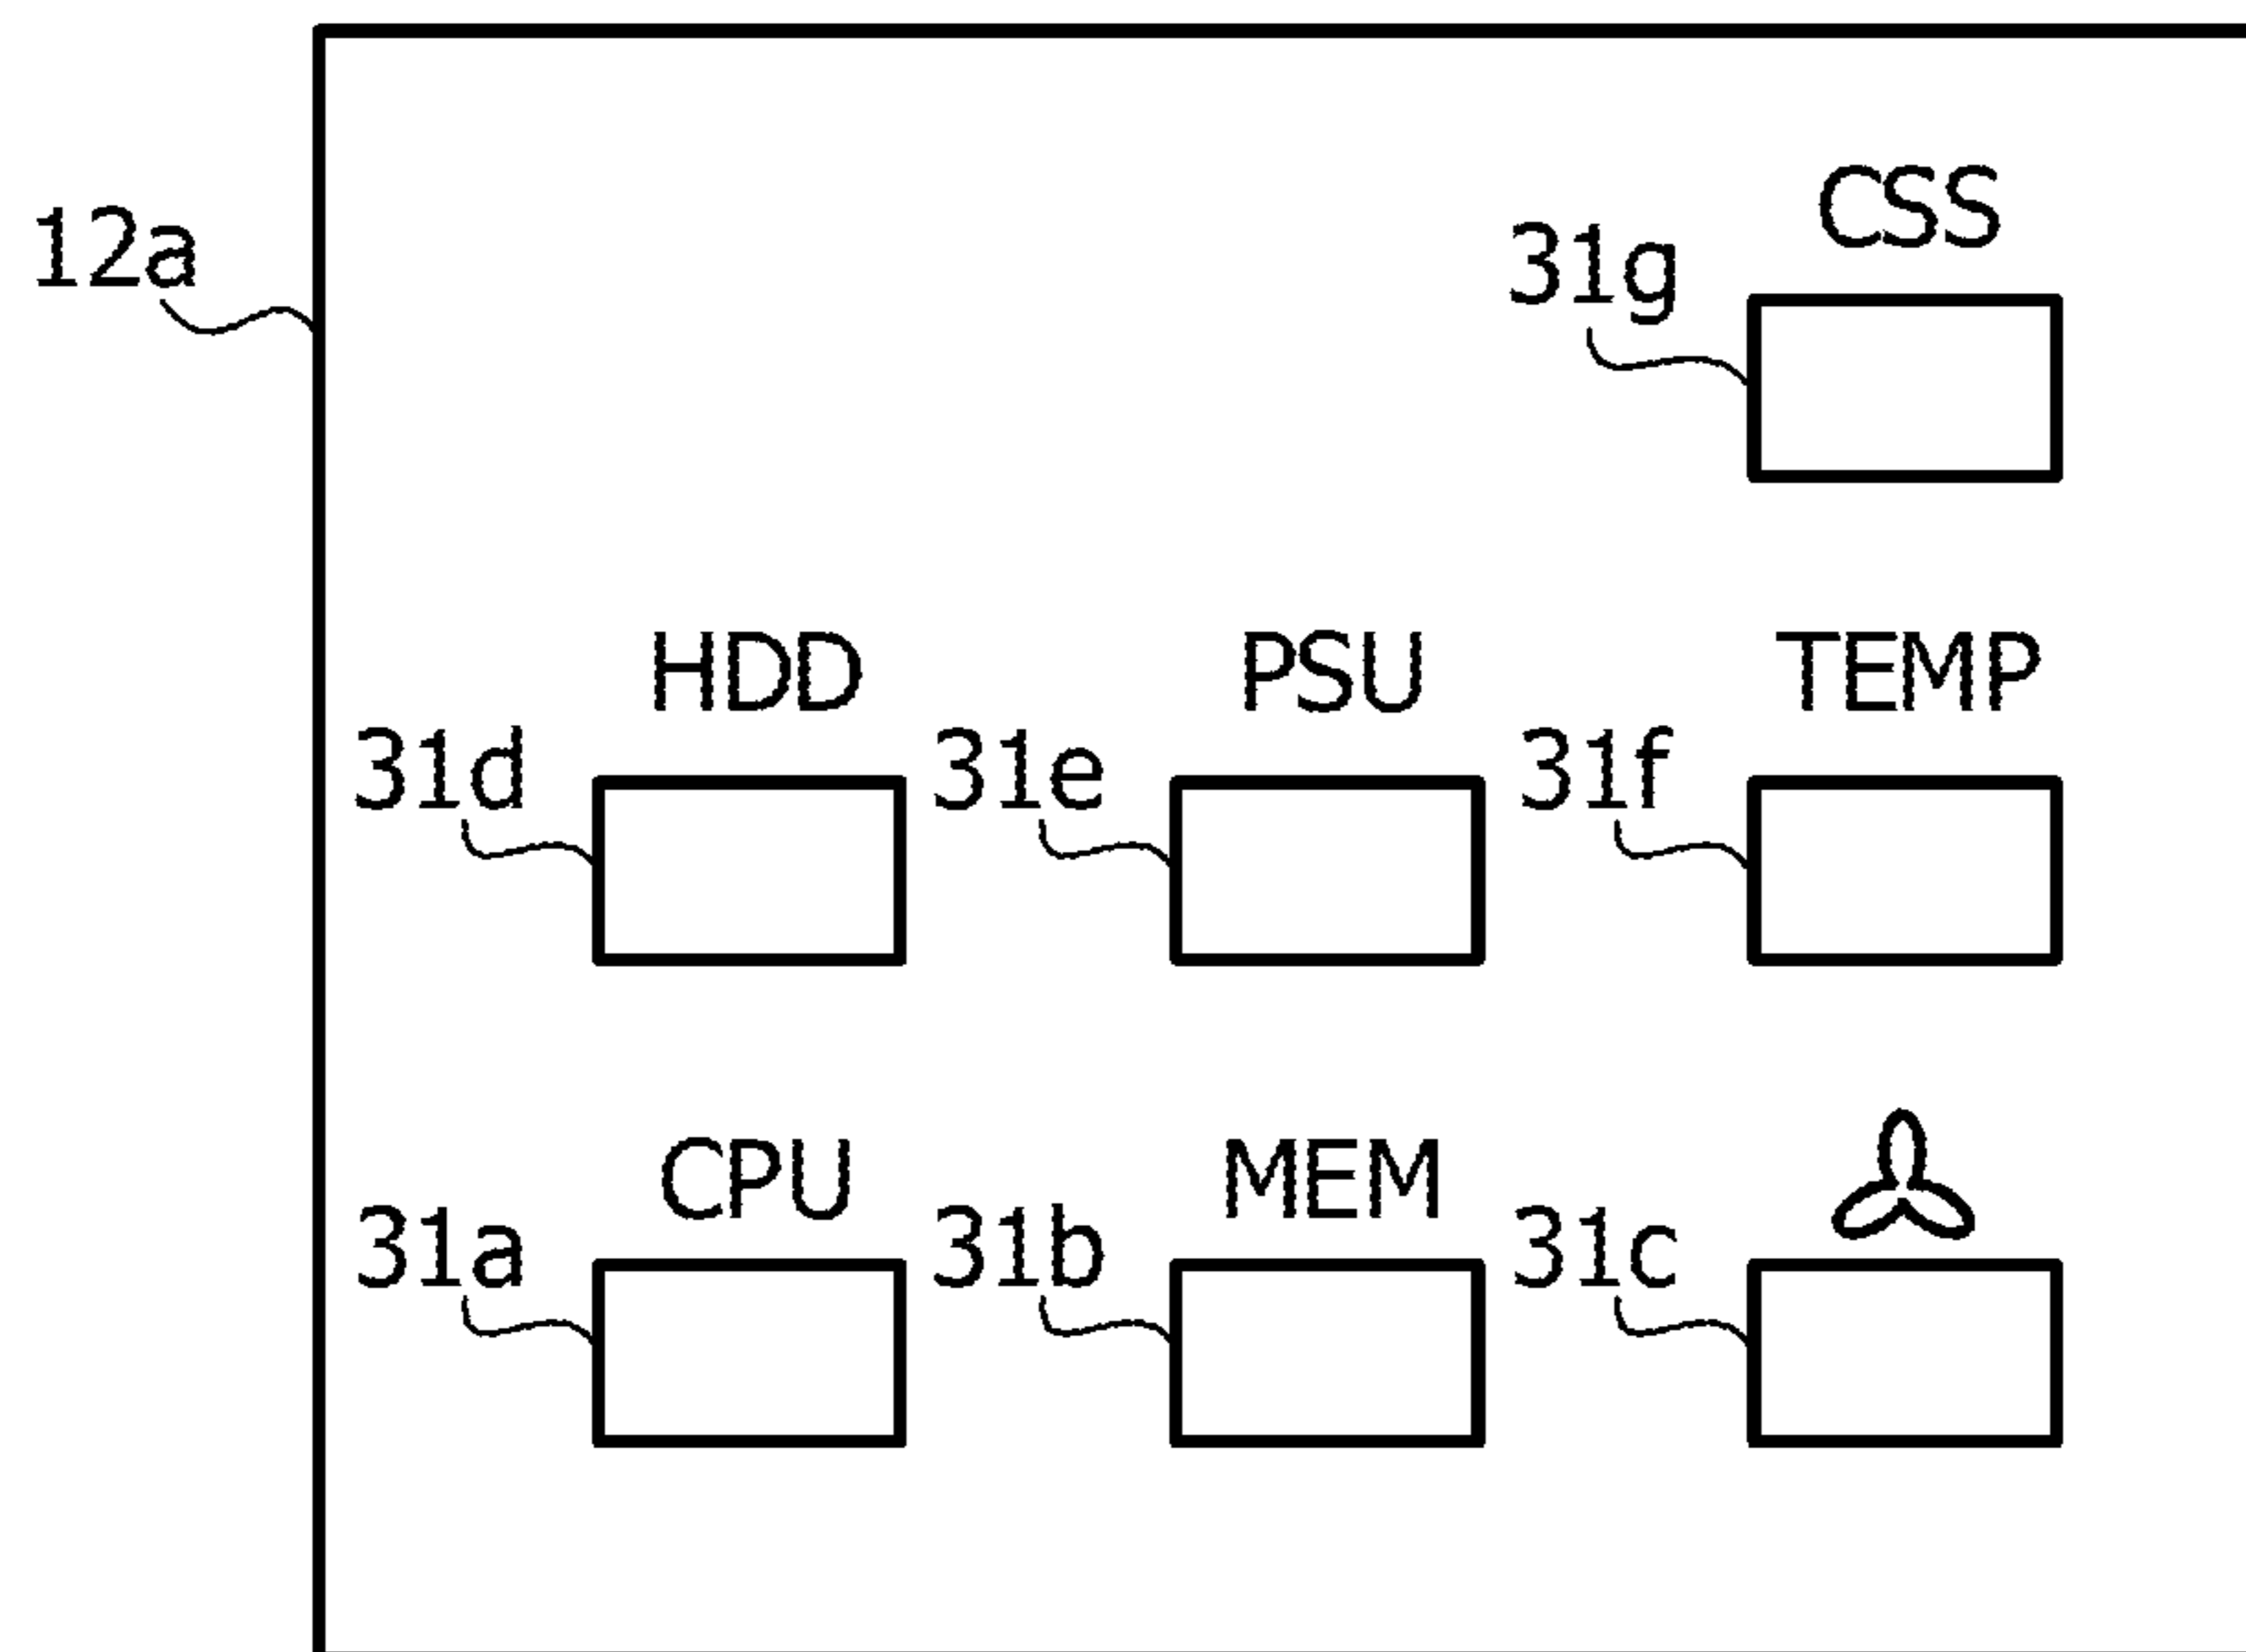 12a
CSS
31g
HDD PSU TEMP
31d 31e 31f
CPU MEM
31a 31b 31c